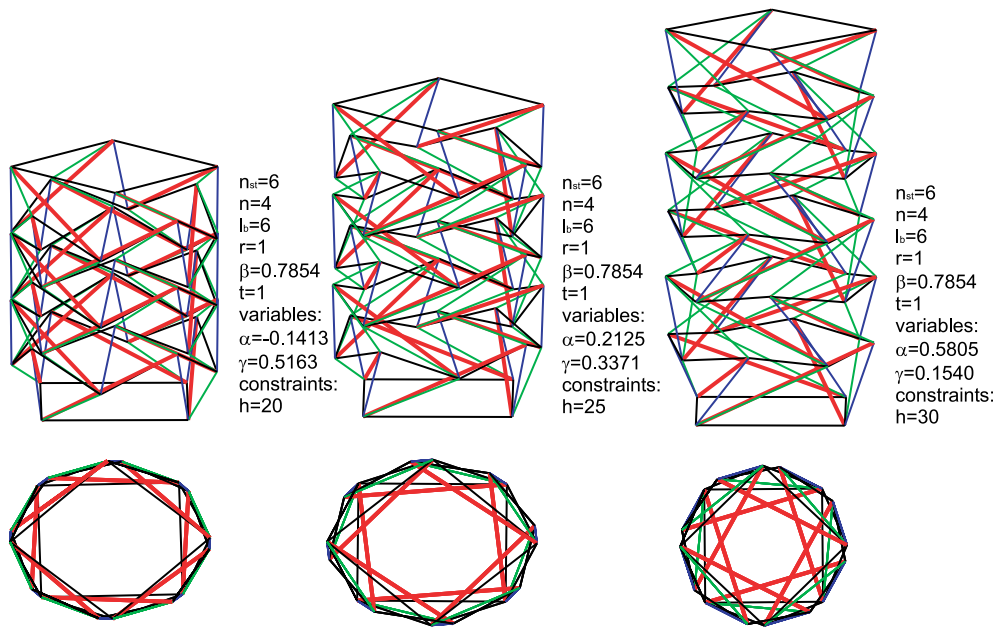 nst=6
n=4
lb=6
r=1
β=0.7854
t=1
variables:
α=-0.1413
γ=0.5163
constraints:
h=20
nst=6
n=4
lb=6
r=1
β=0.7854
t=1
variables:
α=0.2125
γ=0.3371
constraints:
h=25
nst=6
n=4
lb=6
r=1
β=0.7854
t=1
variables:
α=0.5805
γ=0.1540
constraints:
h=30